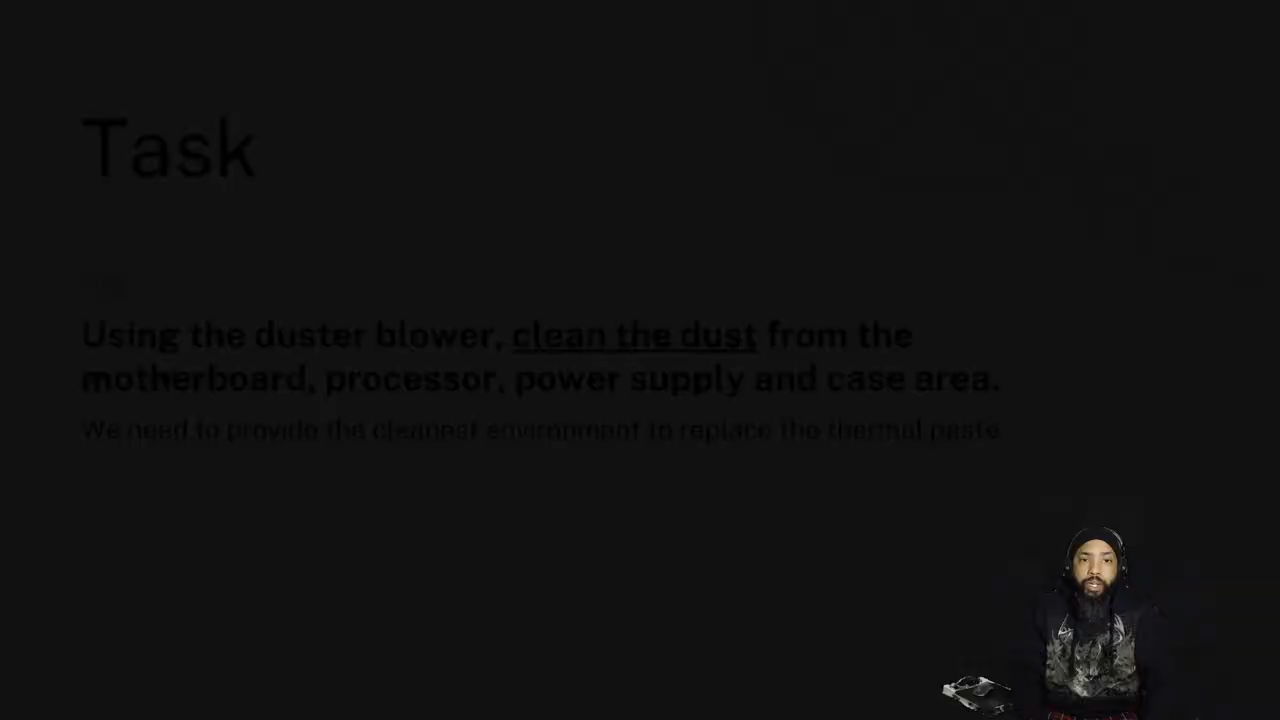 Task
Using the duster blower, clean the dust from the
motherboard, processor, power supply and case area.
We need to provide the cleanest environment to replace the thermal paste